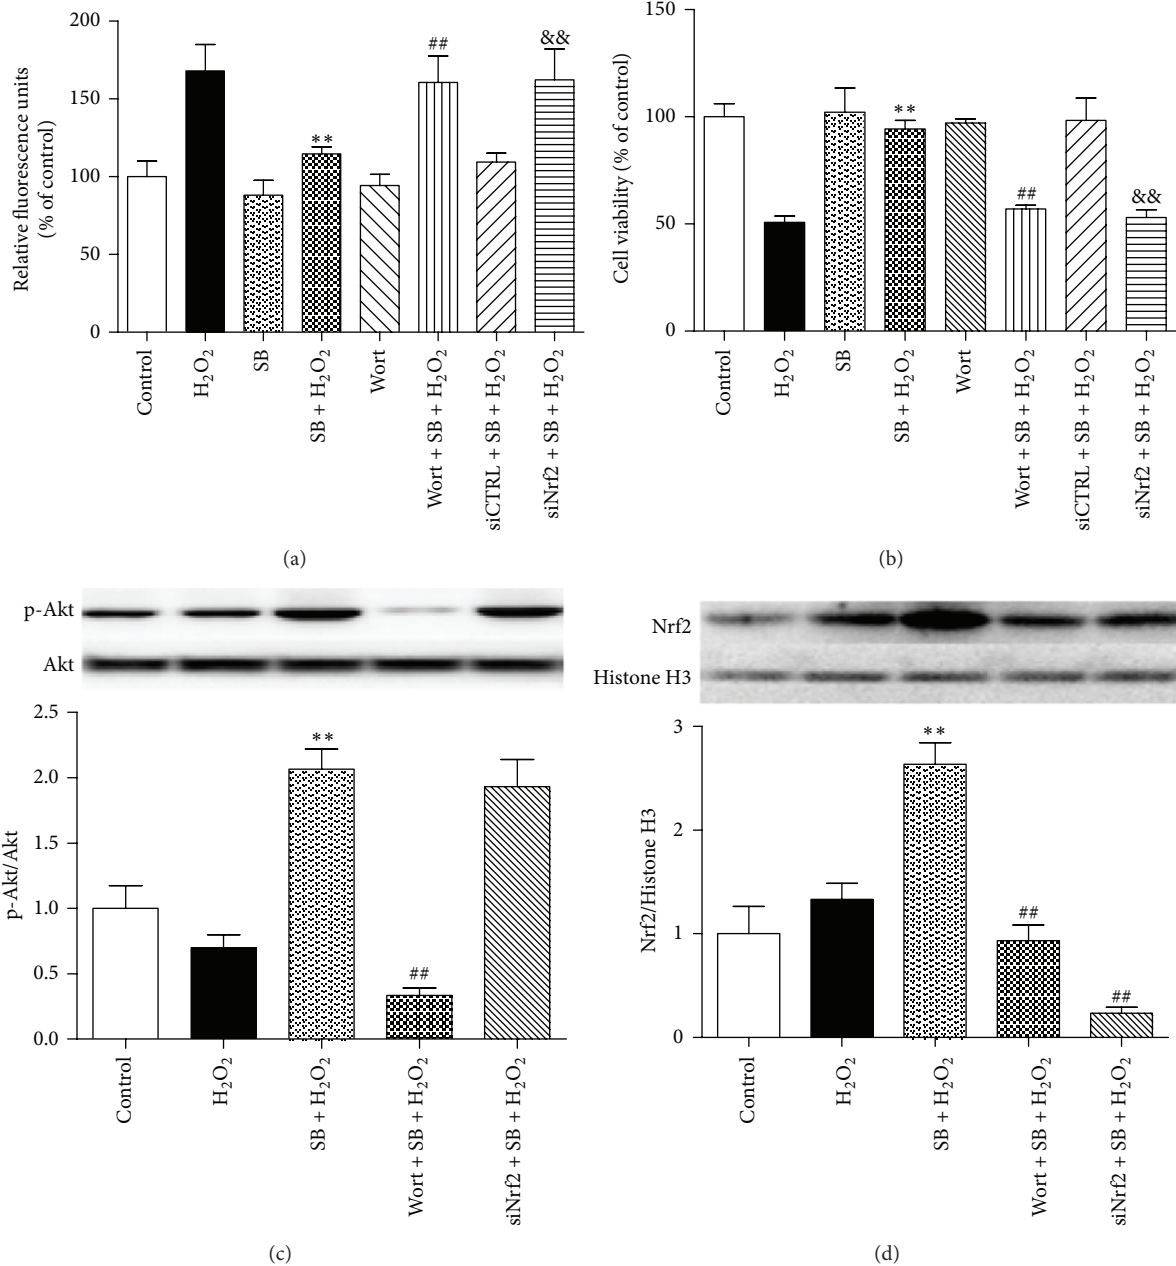 Relative fluorescence units
(% of control)
200
150
100
50
0
**
##
&&
Control
H2O2
SB
SB + H2O2
Wort
Wort + SB + H2O2
siCTRL + SB + H2O2
siNrf2 + SB + H2O2
(a)
Cell viability (% of control)
150
100
50
0
**
##
&&
Control
H2O2
SB
SB + H2O2
Wort
Wort + SB + H2O2
siCTRL + SB + H2O2
siNrf2 + SB + H2O2
(b)
p-Akt
Akt
p-Akt/Akt
2.5
2.0
1.5
1.0
0.5
0.0
**
##
Control
H2O2
SB + H2O2
Wort + SB + H2O2
siNrf2 + SB + H2O2
(c)
Nrf2
Histone H3
Nrf2/Histone H3
3
2
1
0
**
##
##
Control
H2O2
SB + H2O2
Wort + SB + H2O2
siNrf2 + SB + H2O2
(d)